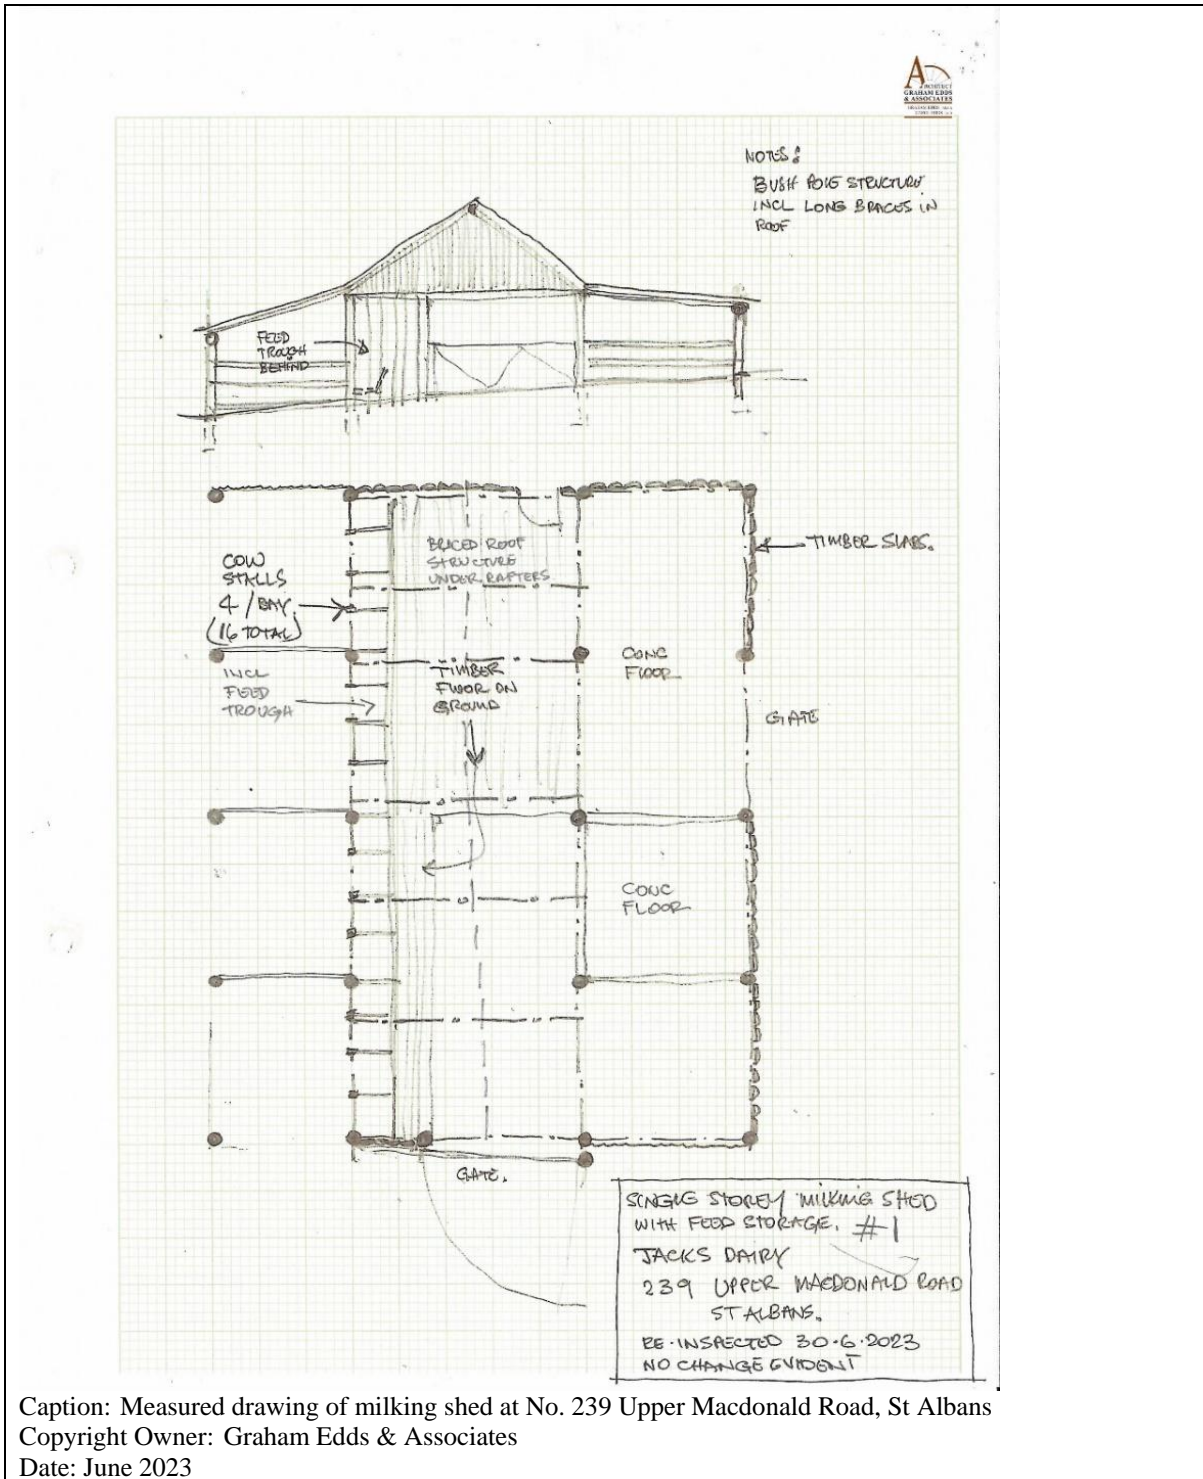 ARCHITECT
GRAHAM EDDS
& ASSOCIATES
NOTES:
BUSH POLE STRUCTURE
INCL LONG BRACES IN
ROOF
FEED
TROUGH
BEHIND
BRACED ROOF
STRUCTURE
UNDER RAFTERS
TIMBER SLABS.
COW
STALLS
4/BAY
(16 TOTAL)
INCL
FEED
TROUGH
TIMBER
FLOOR ON
GROUND
CONC
FLOOR
GATE
CONC
FLOOR
GATE.
SINGLE STOREY MILKING SHED
WITH FEED STORAGE. #1
JACKS DAIRY
239 UPPER MACDONALD ROAD
ST ALBANS.
RE-INSPECTED 30-6-2023
NO CHANGE EVIDENT
Caption: Measured drawing of milking shed at No. 239 Upper Macdonald Road, St Albans
Copyright Owner: Graham Edds & Associates
Date: June 2023